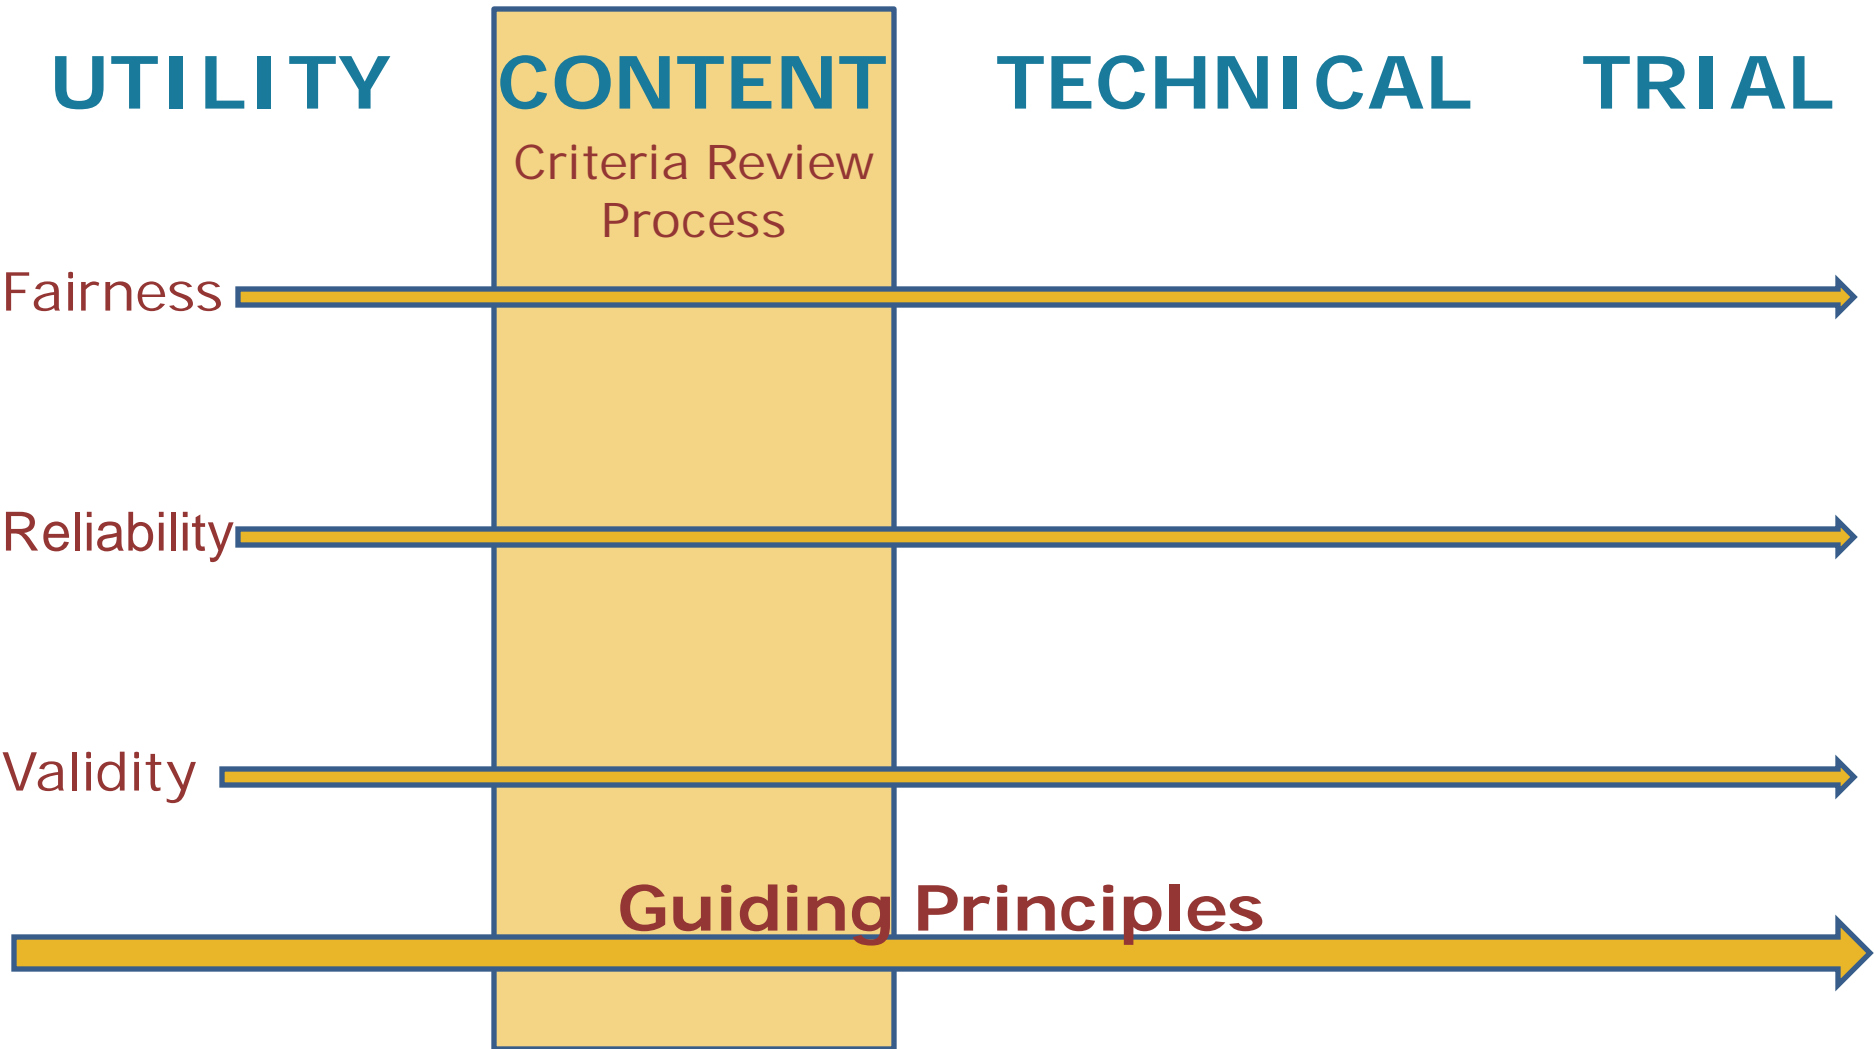 UTILITY CONTENT TECHNICAL TRIAL
Criteria Review
Process
Fairness
Reliability
Validity
Guiding Principles